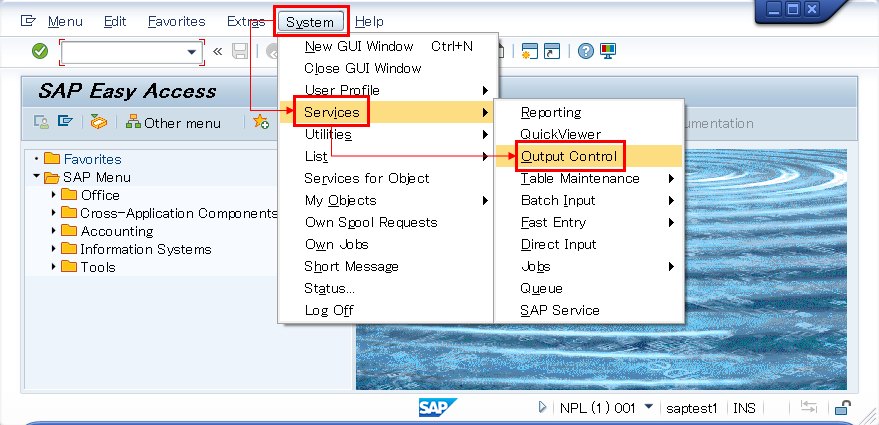 Menu Edit Favorites Extras System Help
SAP Easy Access
Other menu
Favorites
SAP Menu
Office
Cross-Application Components
Accounting
Information Systems
Tools
New GUI Window Ctrl+N
Close GUI Window
User Profile
Services
Utilities
List
Services for Object
My Objects
Own Spool Requests
Own Jobs
Short Message
Status...
Log Off
Reporting
QuickViewer
Output Control
Table Maintenance
Batch Input
Fast Entry
Direct Input
Jobs
Queue
SAP Service
umentation
SAP
NPL (1) 001 saptest1 INS